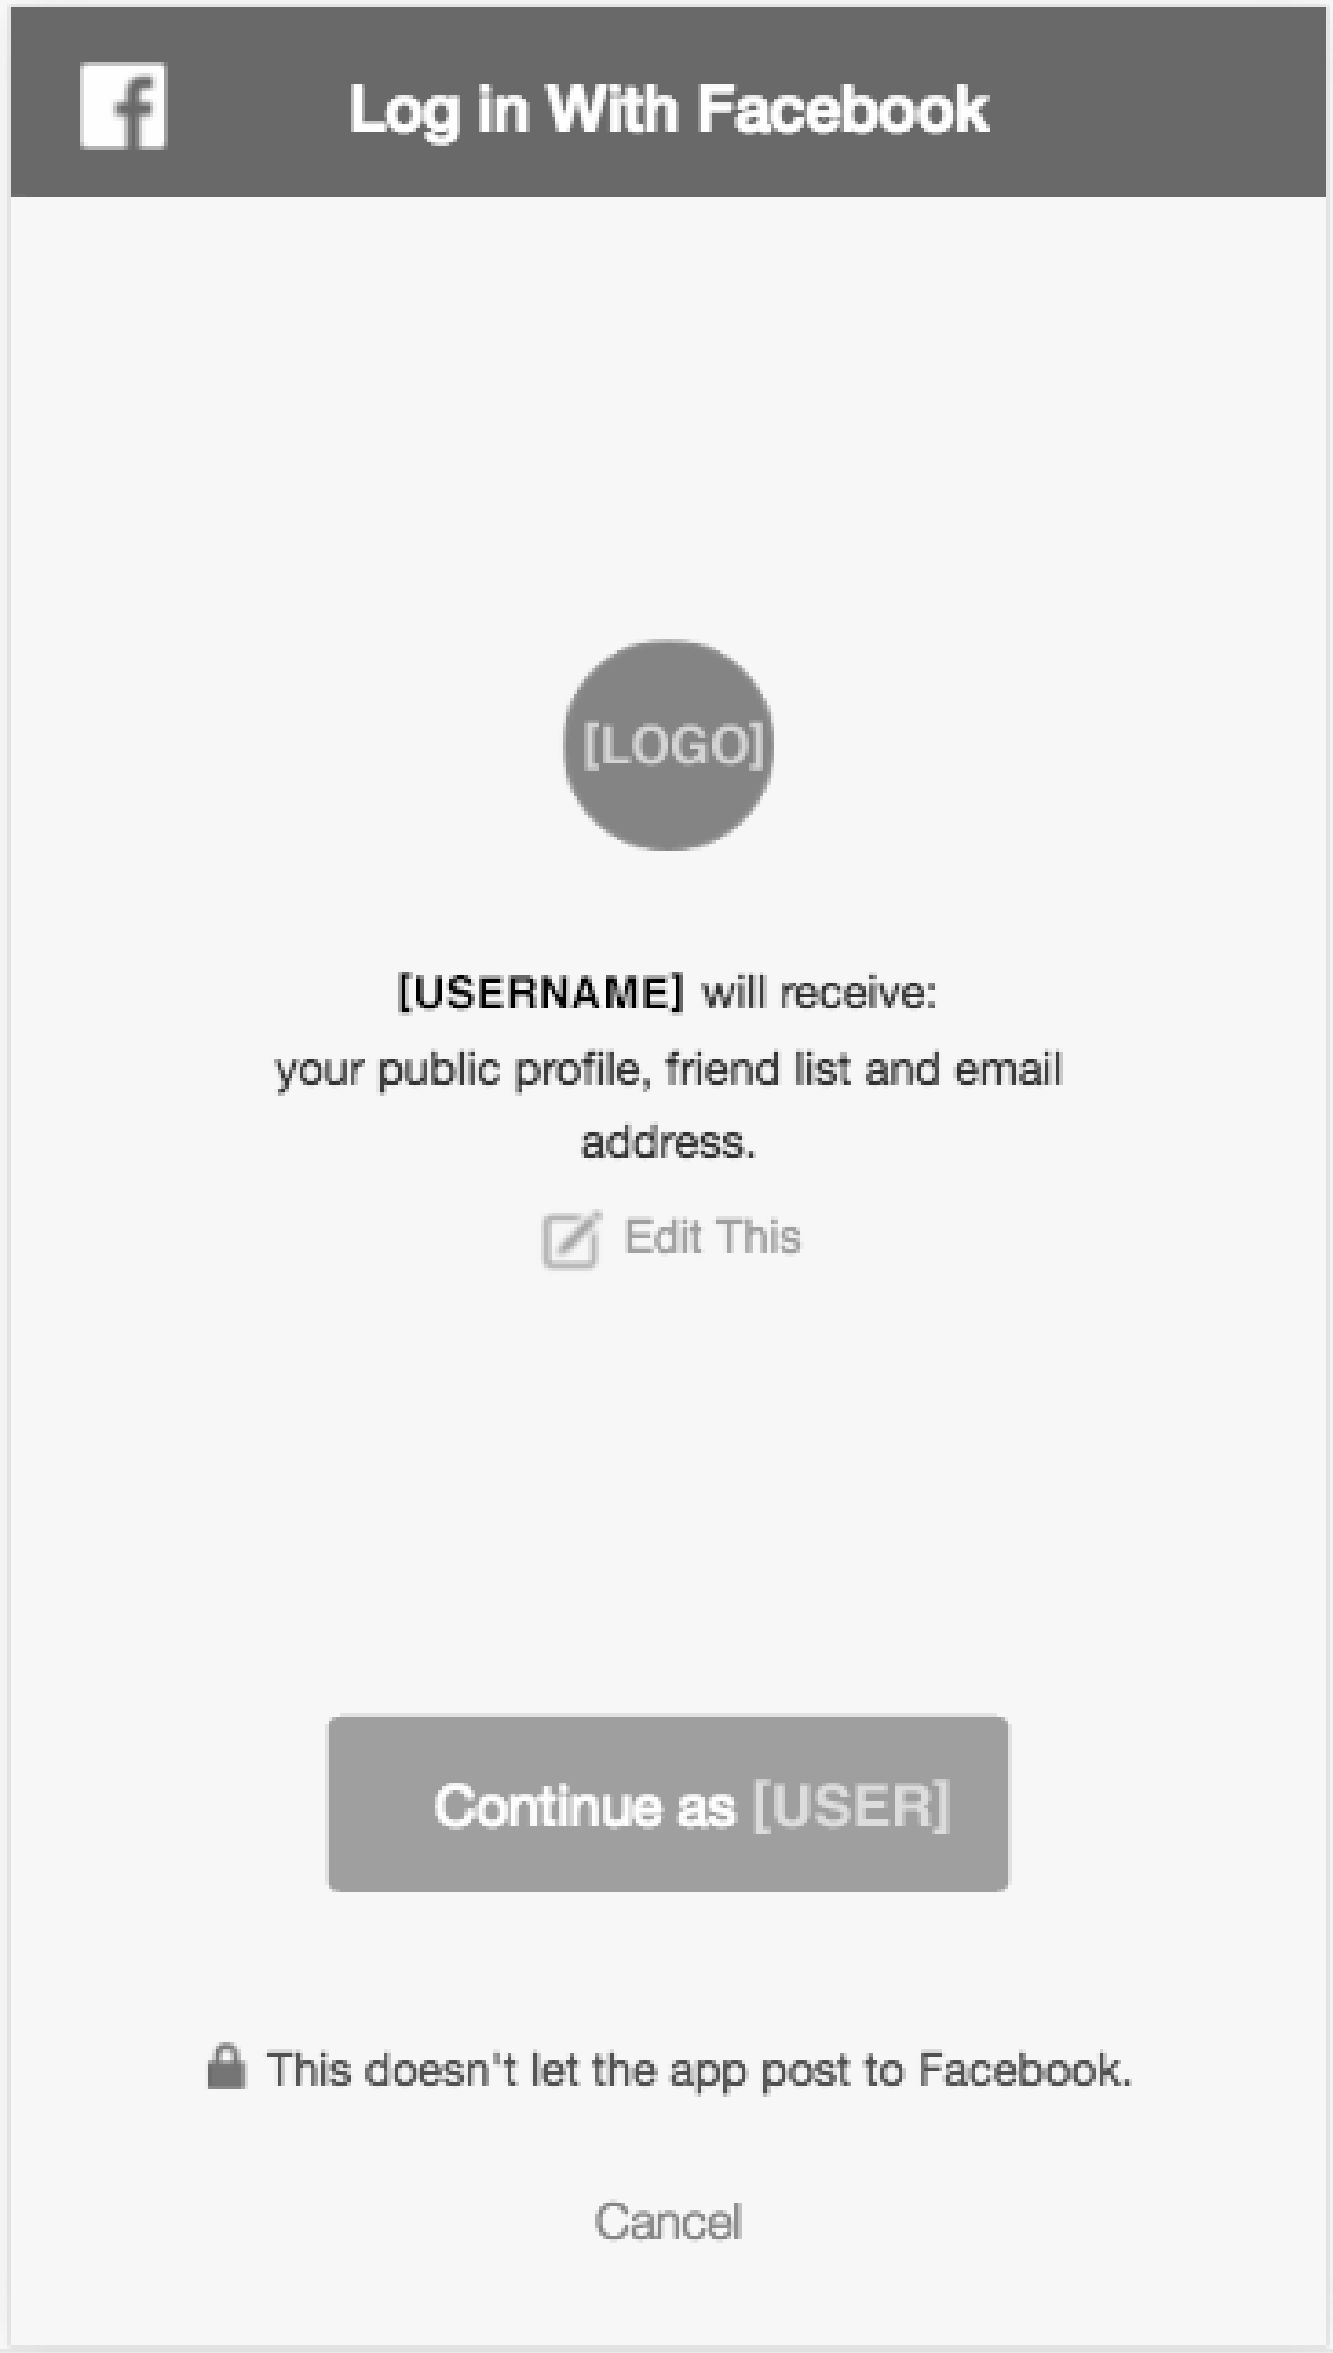 Log in With Facebook
[LOGO]
[USERNAME] will receive:
your public profile, friend list and email
address.
Edit This
Continue as [USER]
This doesn't let the app post to Facebook.
Cancel